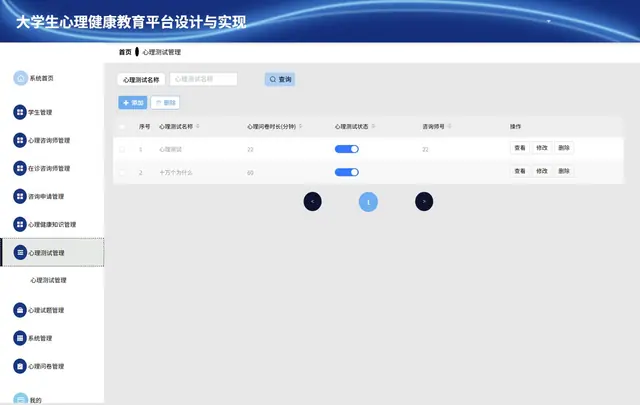 大学生心理健康教育平台设计与实现
首页 心理测试管理
系统首页
学生管理
心理咨询师管理
在诊咨询师管理
咨询申请管理
心理健康知识管理
心理测试管理
心理测试管理
心理试题管理
系统管理
心理问卷管理
我的
心理测试名称 心理测试名称 查询
添加 删除
序号 心理测试名称 心理问卷时长(分钟) 心理测试状态 咨询师号 操作
1 心理测试 22 22 查看 修改 删除
2 十万个为什么 60 查看 修改 删除
< 1 >